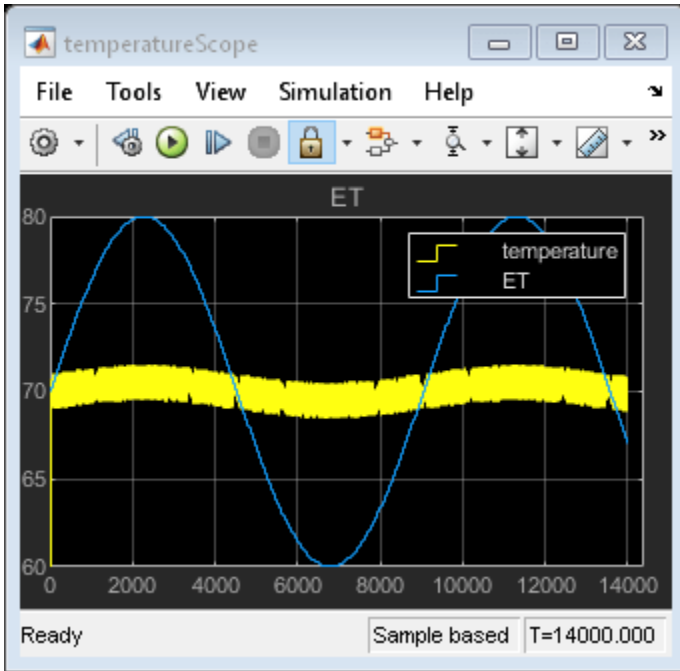 temperatureScope
File Tools View Simulation Help
ET
80
75
70
65
60
temperature
ET
0 2000 4000 6000 8000 10000 12000 14000
Ready Sample based T=14000.000